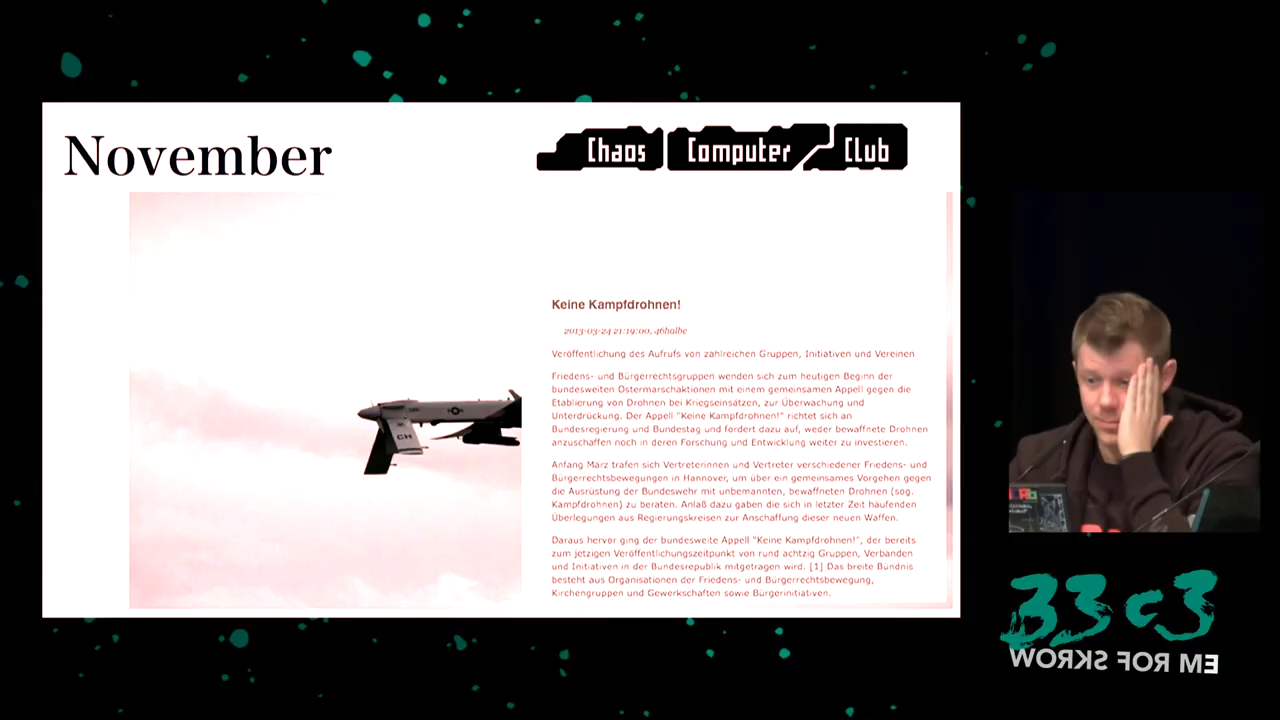 November
Chaos Computer Club
Keine Kampfdrohnen!
2013-03-24 21:19:00, 46halbe
Veröffentlichung des Aufrufs von zahlreichen Gruppen, Initiativen und Vereinen
Friedens- und Bürgerrechtsgruppen wenden sich zum heutigen Beginn der
bundesweiten Ostermarschaktionen mit einem gemeinsamen Appell gegen die
Etablierung von Drohnen bei Kriegseinsätzen, zur Überwachung und
Unterdrückung. Der Appell "Keine Kampfdrohnen!" richtet sich an
Bundesregierung und Bundestag und fordert dazu auf, weder bewaffnete Drohnen
anzuschaffen noch in deren Forschung und Entwicklung weiter zu investieren.
Anfang März trafen sich Vertreterinnen und Vertreter verschiedener Friedens- und
Bürgerrechtsbewegungen in Hannover, um über ein gemeinsames Vorgehen gegen
die Ausrüstung der Bundeswehr mit unbemannten, bewaffneten Drohnen (sog.
Kampfdrohnen) zu beraten. Anlaß dazu gaben die sich in letzter Zeit häufenden
Überlegungen aus Regierungskreisen zur Anschaffung dieser neuen Waffen.
Daraus hervor ging der bundesweite Appell "Keine Kampfdrohnen!", der bereits
zum jetzigen Veröffentlichungszeitpunkt von rund achtzig Gruppen, Verbänden
und Initiativen in der Bundesrepublik mitgetragen wird. [1] Das breite Bündnis
besteht aus Organisationen der Friedens- und Bürgerrechtsbewegung,
Kirchengruppen und Gewerkschaften sowie Bürgerinitiativen.
CH
33c3
WORKS FOR ME